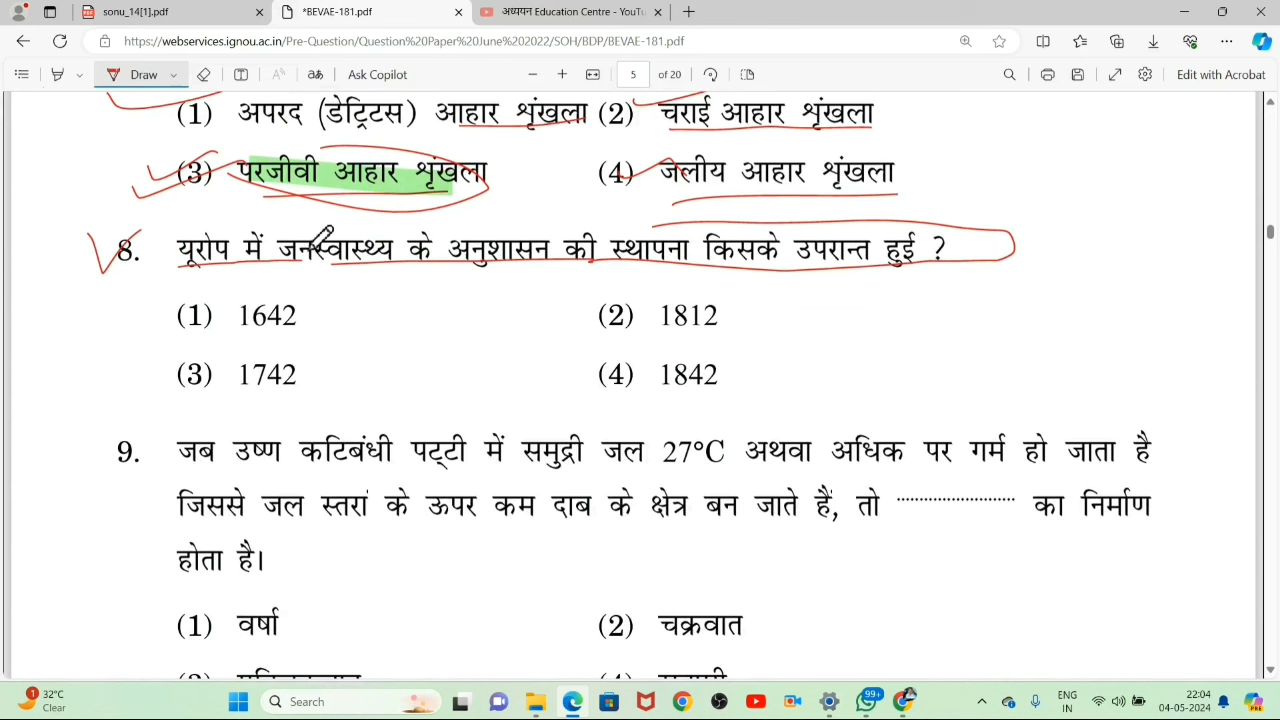 sonu_14[1].pdf
*BEVAE-181.pdf
अध्ययन Education Centre - YouTu
https://webservices.ignou.ac.in/Pre-Question/Question%20Paper%20June%202022/SOH/BDP/BEVAE-181.pdf
Draw
Ask Copilot
5 of 20
Edit with Acrobat
(1) अपरद (डेट्रिटस) आहार शृंखला (2) चराई आहार शृंखला
(3) परजीवी आहार शृंखला (4) जलीय आहार शृंखला
8. यूरोप में जनस्वास्थ्य के अनुशासन की स्थापना किसके उपरान्त हुई ?
(1) 1642 (2) 1812
(3) 1742 (4) 1842
9. जब उष्ण कटिबंधी पट्टी में समुद्री जल 27°C अथवा अधिक पर गर्म हो जाता है
जिससे जल स्तरों के ऊपर कम दाब के क्षेत्र बन जाते हैं, तो ........................ का निर्माण
होता है।
(1) वर्षा (2) चक्रवात
32°C
Clear
Search
99+
ENG
IN
22:04
04-05-2024